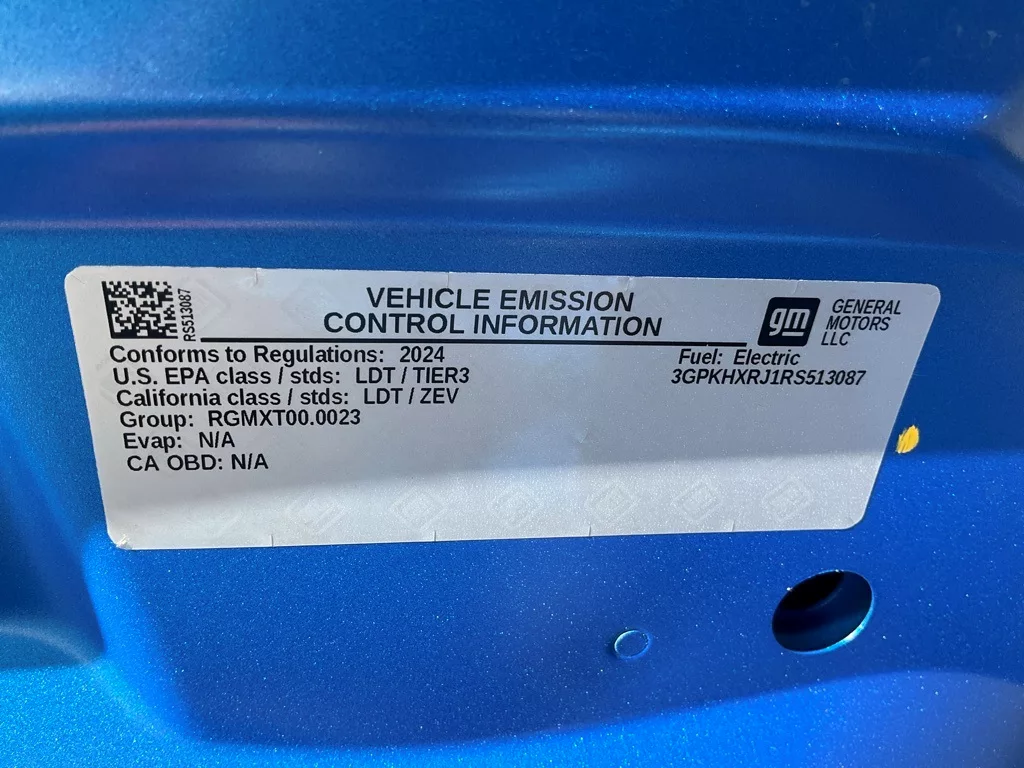 RS513087
VEHICLE EMISSION
CONTROL INFORMATION
gm
GENERAL
MOTORS
LLC
Conforms to Regulations: 2024
U.S. EPA class / stds: LDT / TIER3
California class / stds: LDT / ZEV
Group: RGMXT00.0023
Evap: N/A
CA OBD: N/A
Fuel: Electric
3GPKHXRJ1RS513087